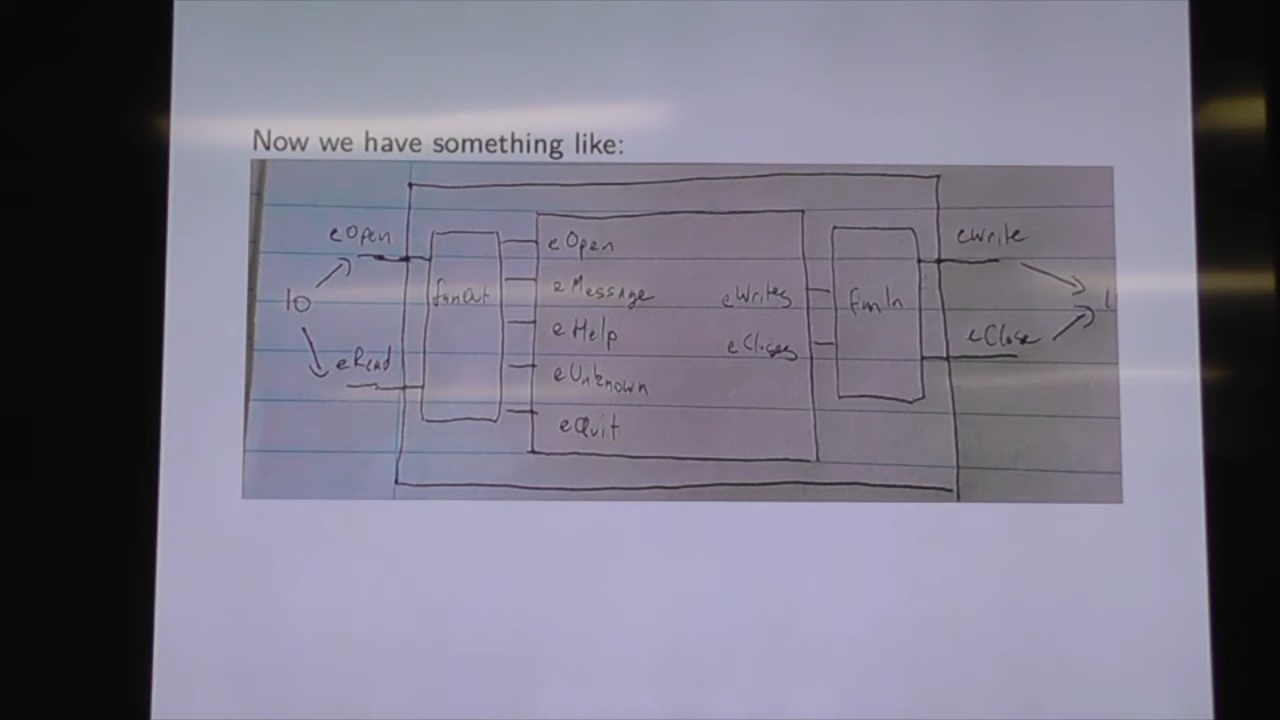 Now we have something like:
eOpen
IO
eRead
fanOut
eOpen
eMessage
eHelp
eUnknown
eQuit
eWrites
eCloses
fanIn
eWrite
eClose